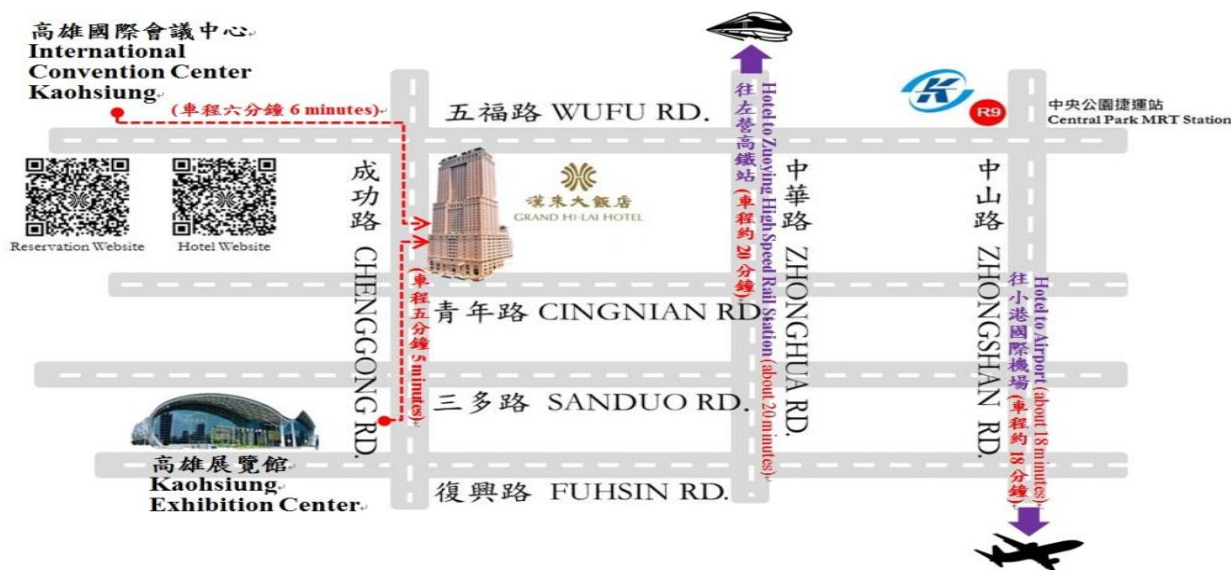 高雄國際會議中心
International
Convention Center
Kaohsiung
(車程六分鐘 6 minutes)
五福路 WUFU RD.
R9
中央公園捷運站
Central Park MRT Station
Reservation Website
Hotel Website
成功路 CHENGGONG RD.
漢來大飯店
GRAND HI-LAI HOTEL
往左營高鐵站 (車程約 20 分鐘)
Hotel to Zuoying High Speed Rail Station (about 20 minutes)
中華路 ZHONGHUA RD.
中山路 ZHONGSHAN RD.
往小港國際機場 (車程約 18 分鐘)
Hotel to Airport (about 18 minutes)
(車程五分鐘 5 minutes)
青年路 CINGNIAN RD.
三多路 SANDUO RD.
高雄展覽館
Kaohsiung
Exhibition Center
復興路 FUHSIN RD.